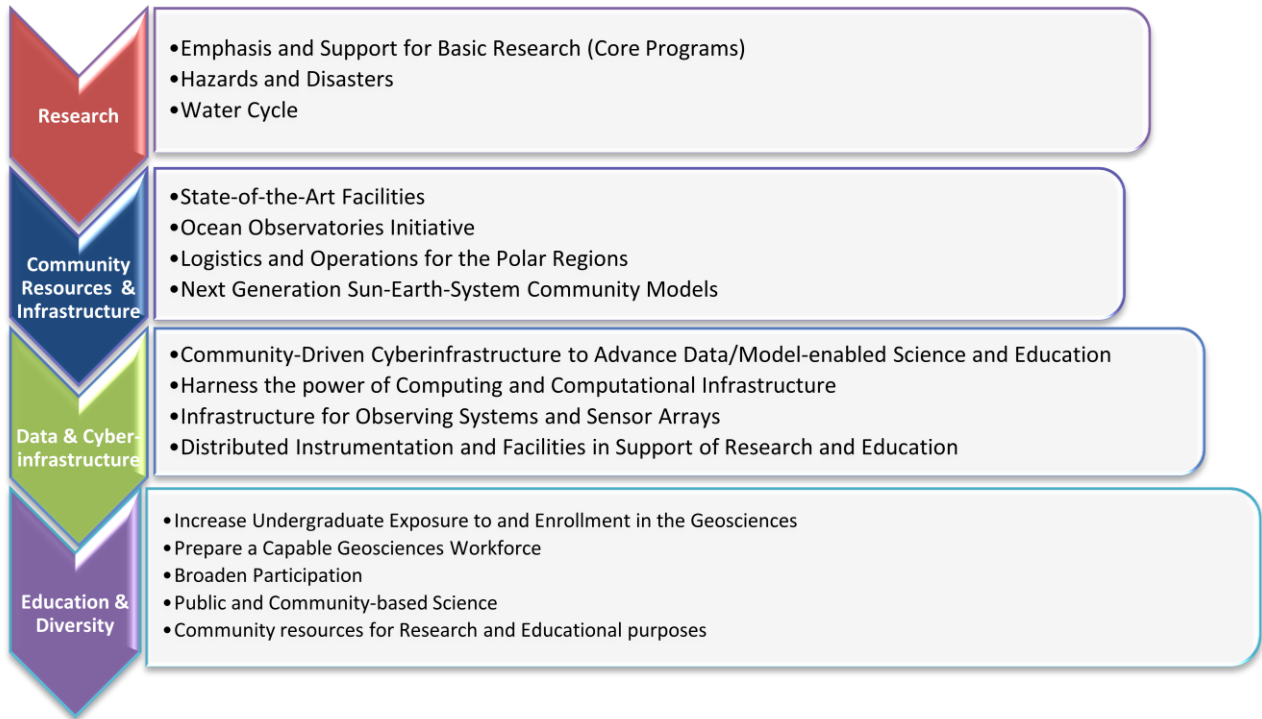 Research
•Emphasis and Support for Basic Research (Core Programs)
•Hazards and Disasters
•Water Cycle
Community
Resources &
Infrastructure
•State-of-the-Art Facilities
•Ocean Observatories Initiative
•Logistics and Operations for the Polar Regions
•Next Generation Sun-Earth-System Community Models
Data & Cyber-
infrastructure
•Community-Driven Cyberinfrastructure to Advance Data/Model-enabled Science and Education
•Harness the power of Computing and Computational Infrastructure
•Infrastructure for Observing Systems and Sensor Arrays
•Distributed Instrumentation and Facilities in Support of Research and Education
Education &
Diversity
•Increase Undergraduate Exposure to and Enrollment in the Geosciences
•Prepare a Capable Geosciences Workforce
•Broaden Participation
•Public and Community-based Science
•Community resources for Research and Educational purposes